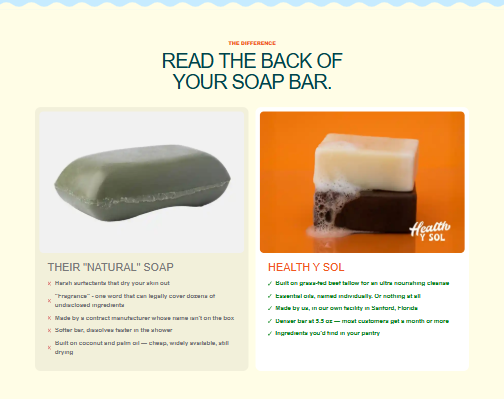 THE DIFFERENCE
READ THE BACK OF
YOUR SOAP BAR.
THEIR "NATURAL" SOAP
Harsh surfactants that dry your skin out
"Fragrance" - one word that can legally cover dozens of
undisclosed ingredients
Made by a contract manufacturer whose name isn't on the box
Softer bar, dissolves faster in the shower
Built on coconut and palm oil — cheap, widely available, still
drying
Health
Y SOL
HEALTH Y SOL
Built on grass-fed beef tallow for an ultra nourishing cleanse
Essential oils, named individually. Or nothing at all
Made by us, in our own facility in Sanford, Florida
Denser bar at 5.5 oz — most customers get a month or more
Ingredients you'd find in your pantry